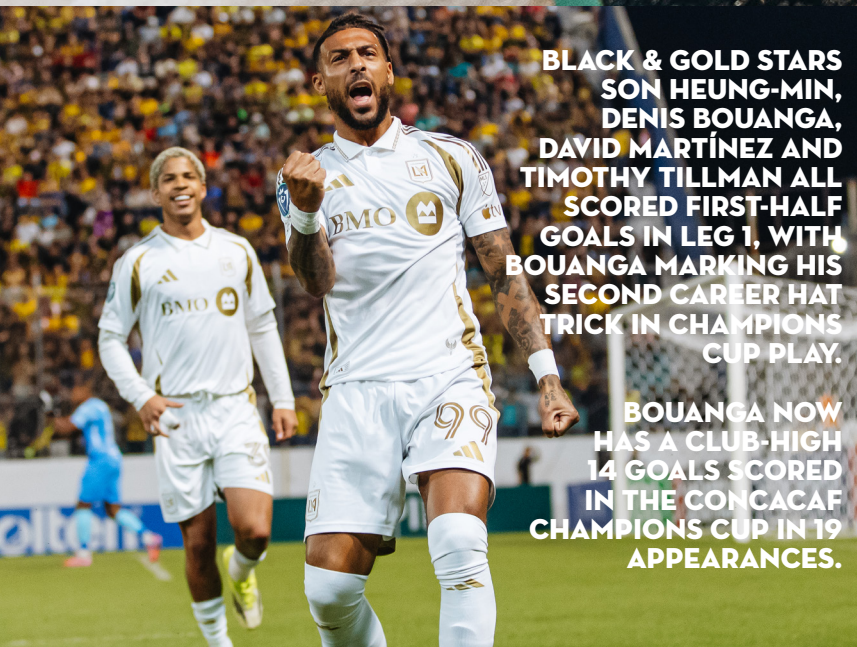 BLACK & GOLD STARS
SON HEUNG-MIN,
DENIS BOUANGA,
DAVID MARTÍNEZ AND
TIMOTHY TILLMAN ALL
SCORED FIRST-HALF
GOALS IN LEG 1, WITH
BOUANGA MARKING HIS
SECOND CAREER HAT
TRICK IN CHAMPIONS
CUP PLAY.
BOUANGA NOW
HAS A CLUB-HIGH
14 GOALS SCORED
IN THE CONCACAF
CHAMPIONS CUP IN 19
APPEARANCES.
BMO
BMO
99